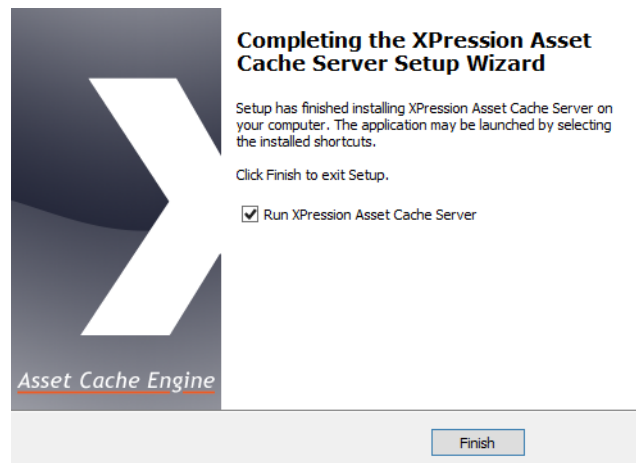 Completing the XPression Asset
Cache Server Setup Wizard
Setup has finished installing XPression Asset Cache Server on
your computer. The application may be launched by selecting
the installed shortcuts.
Click Finish to exit Setup.
Run XPression Asset Cache Server
Asset Cache Engine
Finish